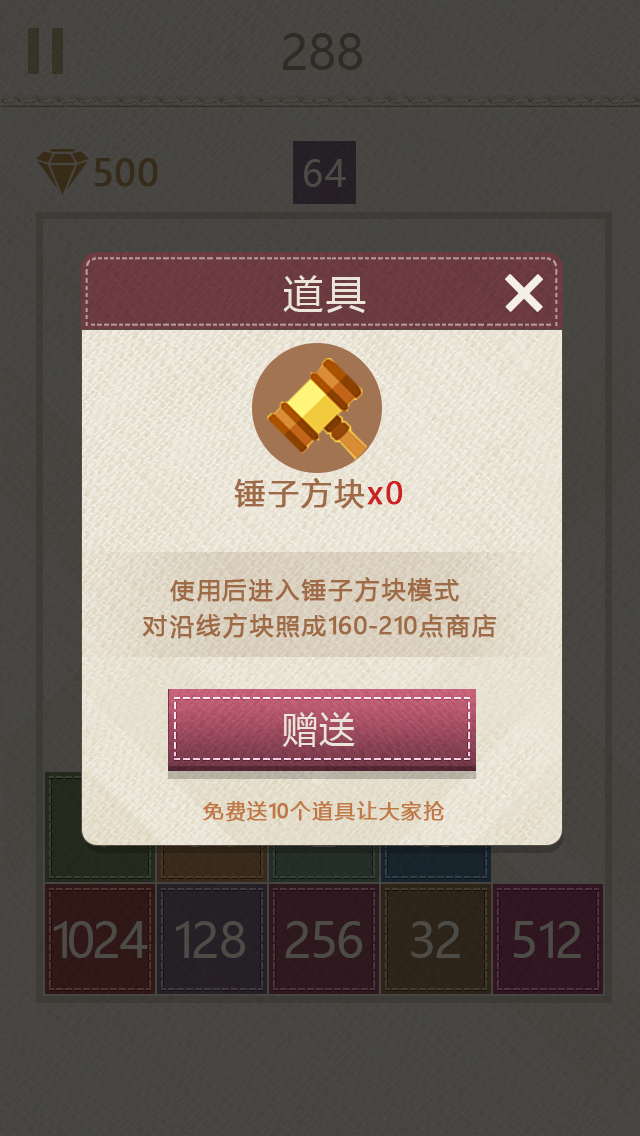 288
500
64
道具
锤子方块x0
使用后进入锤子方块模式
对沿线方块照成160-210点商店
赠送
免费送10个道具让大家抢
1024 128 256 32 512